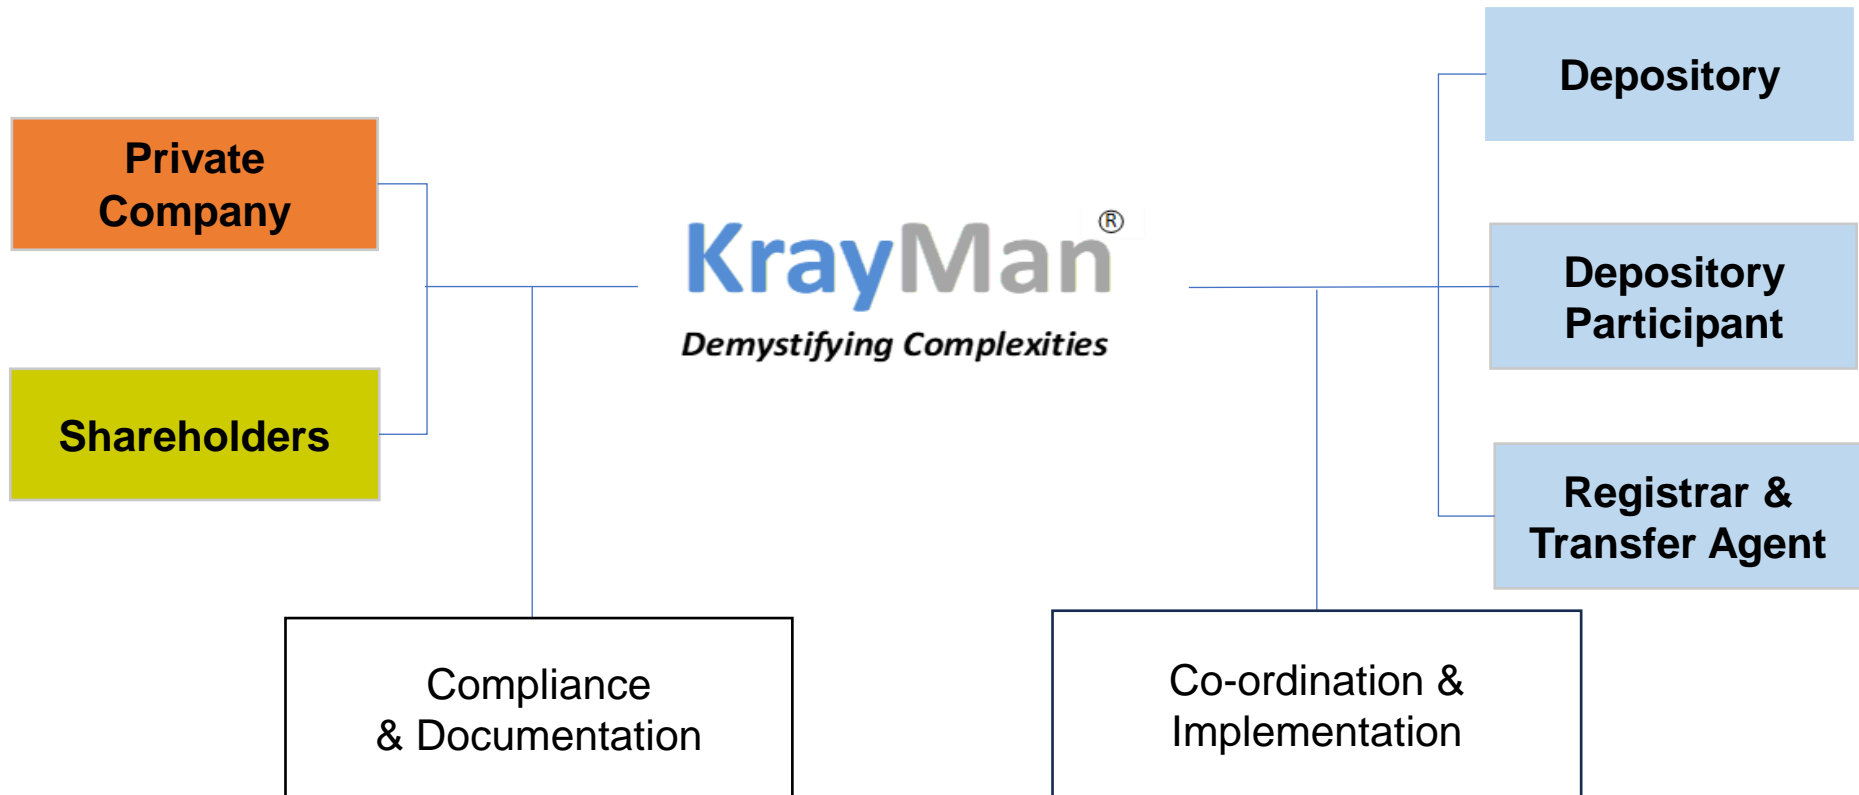 Private
Company
Shareholders
KrayMan®
Demystifying Complexities
Depository
Depository
Participant
Registrar &
Transfer Agent
Compliance
& Documentation
Co-ordination &
Implementation